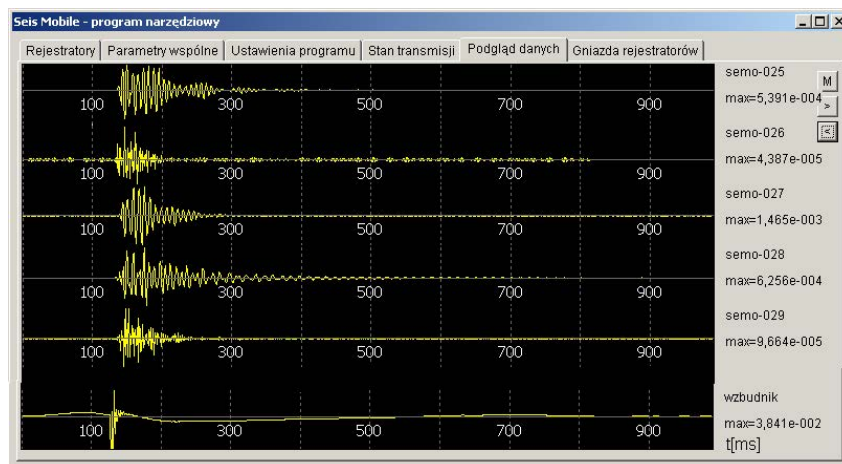 Seis Mobile - program narzędziowy
Rejestratory Parametry wspólne Ustawienia programu Stan transmisji Podgląd danych Gniazda rejestratorów
semo-025
M
max=5,391e-004
>
100 300 500 700 900
semo-026
<
max=4,387e-005
100 300 500 700 900
semo-027
max=1,465e-003
100 300 500 700 900
semo-028
max=6,256e-004
100 300 500 700 900
semo-029
max=9,664e-005
100 300 500 700 900
wzbudnik
max=3,841e-002
100 300 500 700 900
t[ms]